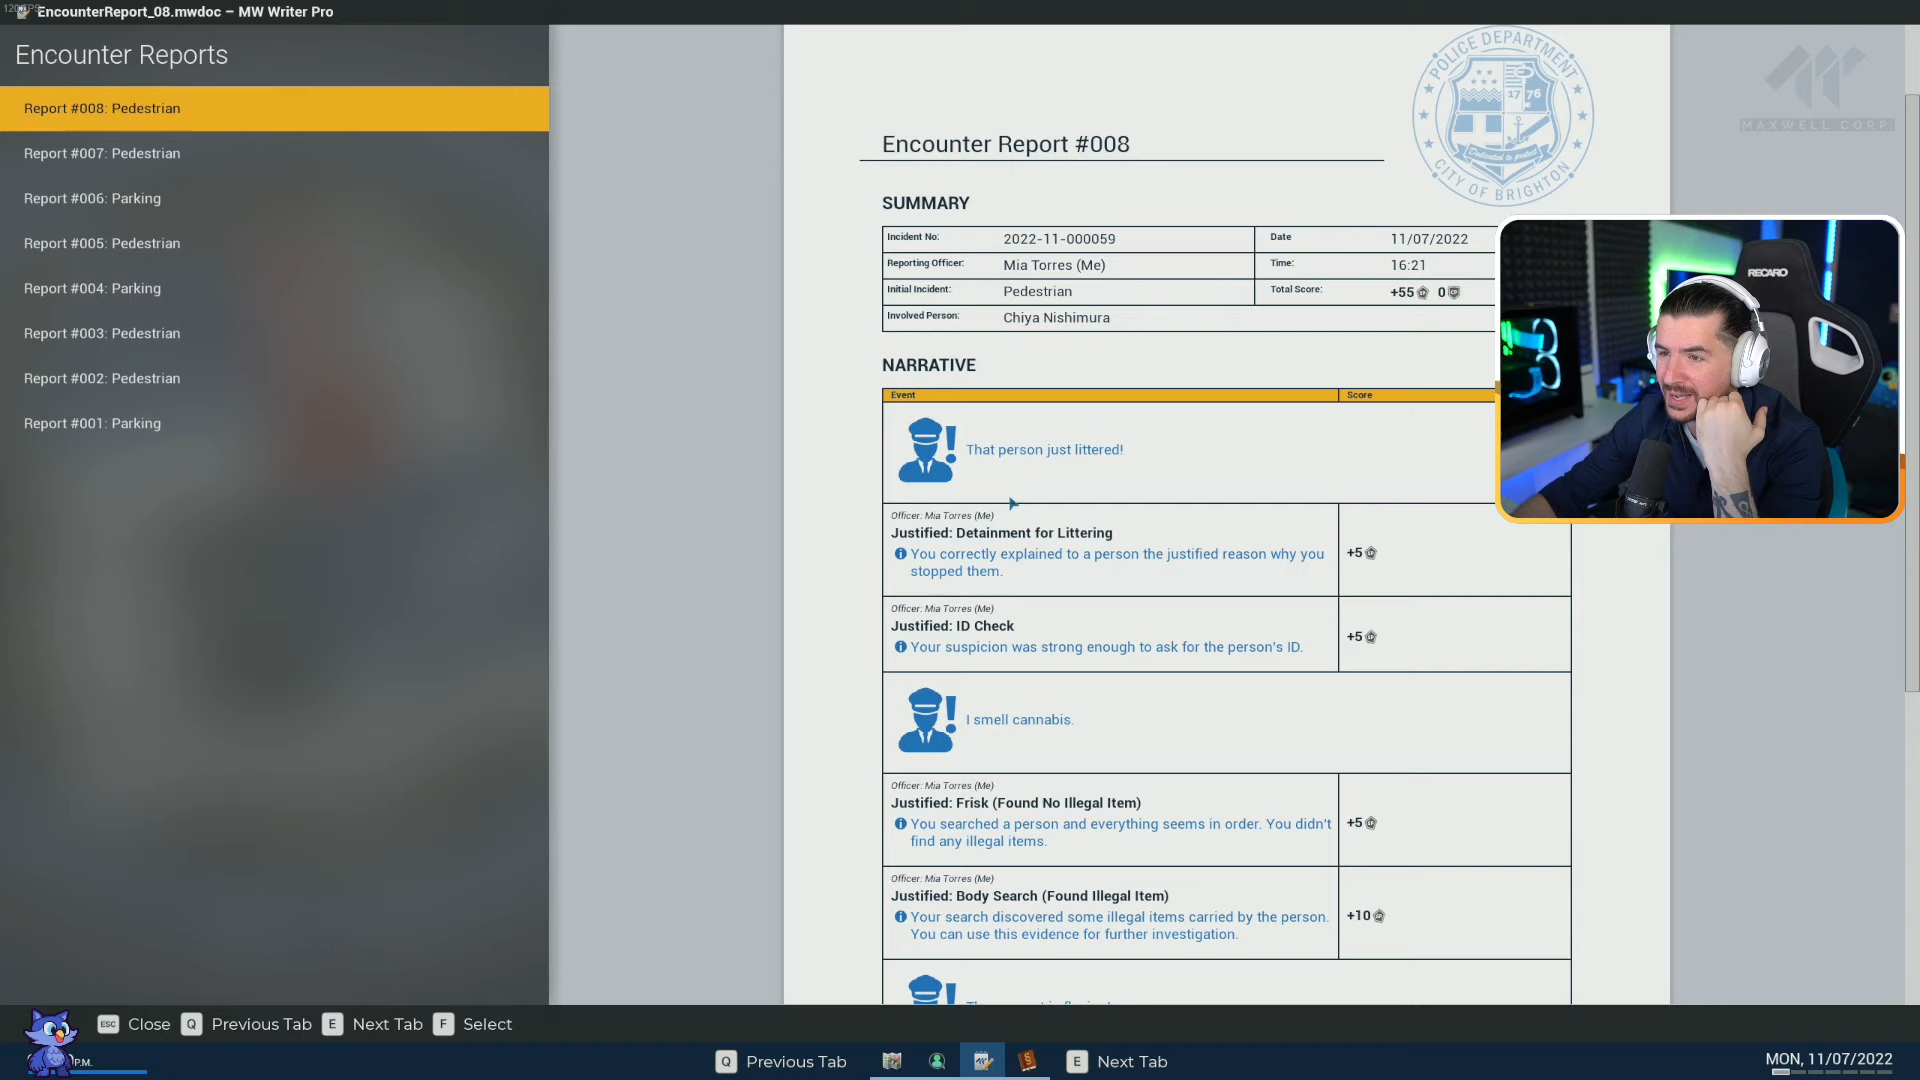 EncounterReport_08.mwdoc – MW Writer Pro
Encounter Reports
Report #008: Pedestrian
Report #007: Pedestrian
Report #006: Parking
Report #005: Pedestrian
Report #004: Parking
Report #003: Pedestrian
Report #002: Pedestrian
Report #001: Parking
POLICE DEPARTMENT
17 76
Dedicated to protect
CITY OF BRIGHTON
MAXWELL CORP.
Encounter Report #008
SUMMARY
Incident No: 2022-11-000059 Date 11/07/2022
Reporting Officer: Mia Torres (Me) Time: 16:21
Initial Incident: Pedestrian Total Score: +55 0
Involved Person: Chiya Nishimura
NARRATIVE
Event Score
That person just littered!
Officer: Mia Torres (Me)
Justified: Detainment for Littering
You correctly explained to a person the justified reason why you
stopped them.
+5
Officer: Mia Torres (Me)
Justified: ID Check
Your suspicion was strong enough to ask for the person's ID.
+5
I smell cannabis.
Officer: Mia Torres (Me)
Justified: Frisk (Found No Illegal Item)
You searched a person and everything seems in order. You didn't
find any illegal items.
+5
Officer: Mia Torres (Me)
Justified: Body Search (Found Illegal Item)
Your search discovered some illegal items carried by the person.
You can use this evidence for further investigation.
+10
RECARO
ESC Close Q Previous Tab E Next Tab F Select
P.M.
Q Previous Tab E Next Tab
MON, 11/07/2022